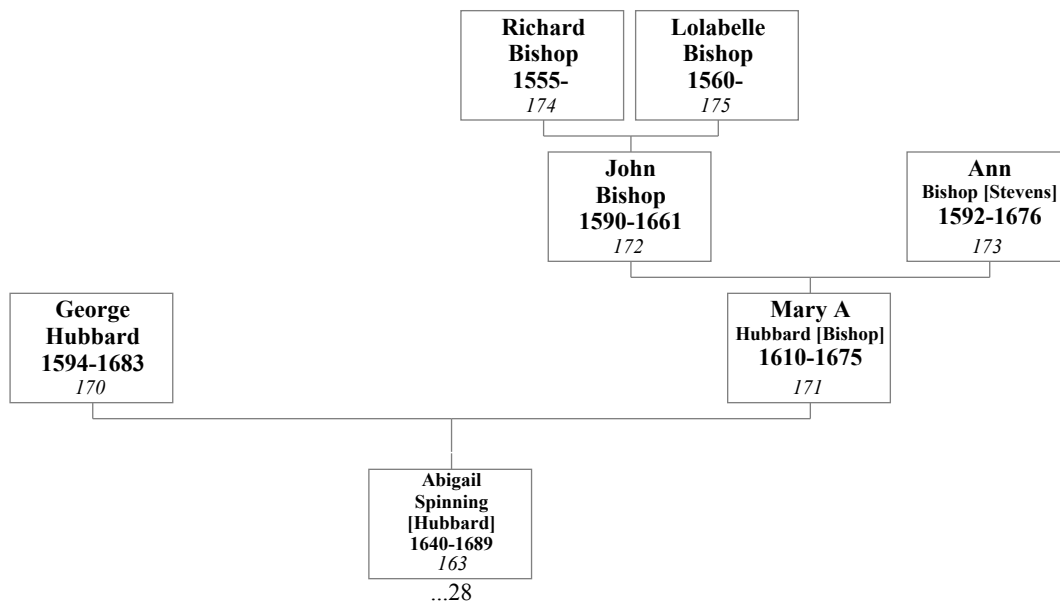 Richard
Bishop
1555-
174
Lolabelle
Bishop
1560-
175
John
Bishop
1590-1661
172
Ann
Bishop [Stevens]
1592-1676
173
George
Hubbard
1594-1683
170
Mary A
Hubbard [Bishop]
1610-1675
171
Abigail
Spinning
[Hubbard]
1640-1689
163
...28